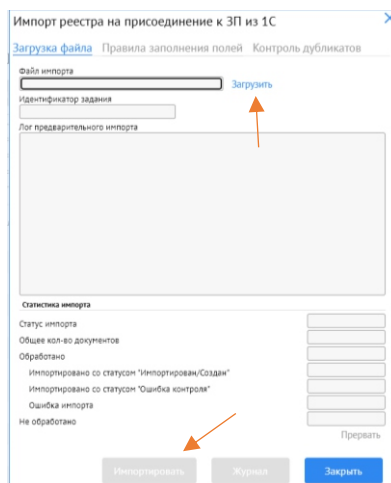 Импорт реестра на присоединение к ЗП из 1С
Загрузка файла Правила заполнения полей Контроль дубликатов
Файл импорта
Загрузить
Идентификатор задания
Лог предварительного импорта
Статистика импорта
Статус импорта
Общее кол-во документов
Обработано
Импортировано со статусом "Импортирован/Создан"
Импортировано со статусом "Ошибка контроля"
Ошибка импорта
Не обработано
Прервать
Импортировать Журнал Закрыть